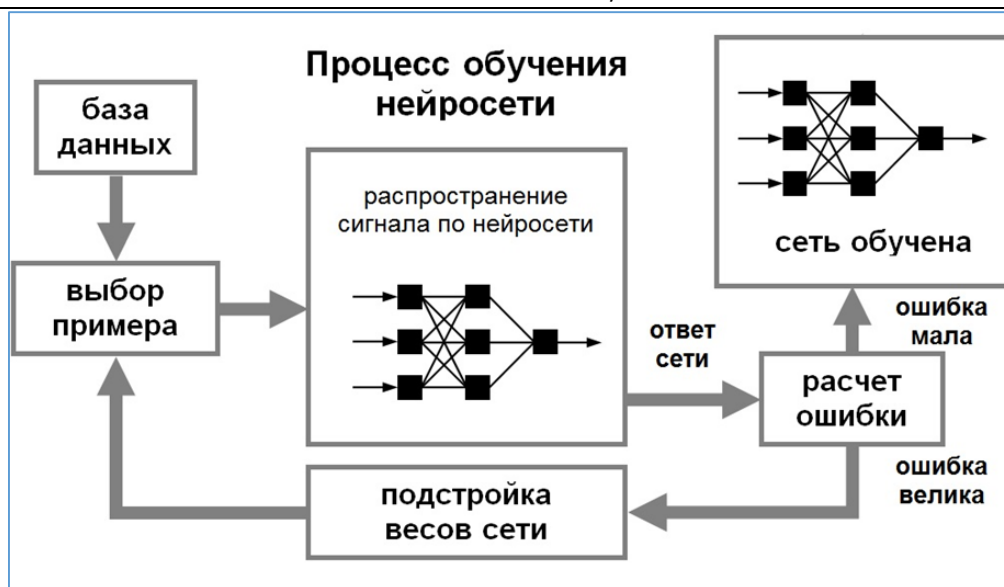 Процесс обучения
нейросети
база
данных
выбор
примера
распространение
сигнала по нейросети
ответ
сети
расчет
ошибки
ошибка
мала
сеть обучена
ошибка
велика
подстройка
весов сети